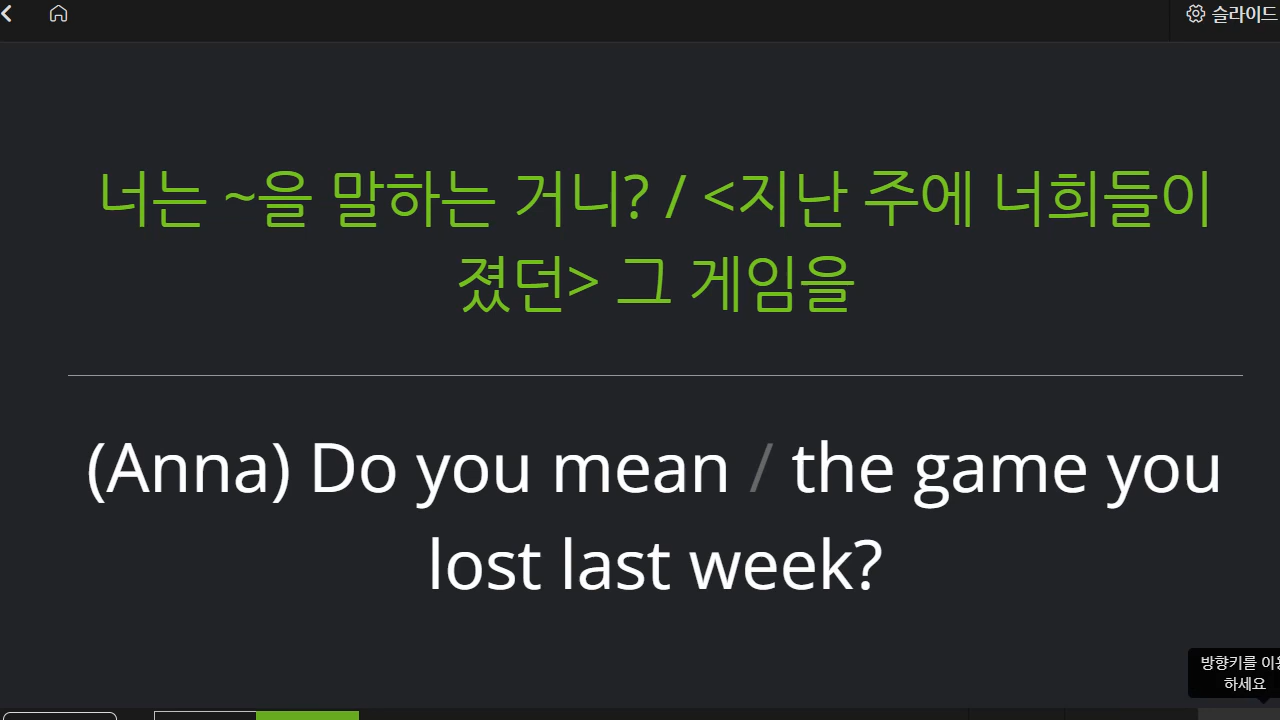 슬라이드
너는 ~을 말하는 거니? / <지난 주에 너희들이
졌던> 그 게임을
(Anna) Do you mean / the game you
lost last week?
방향키를 이용
하세요